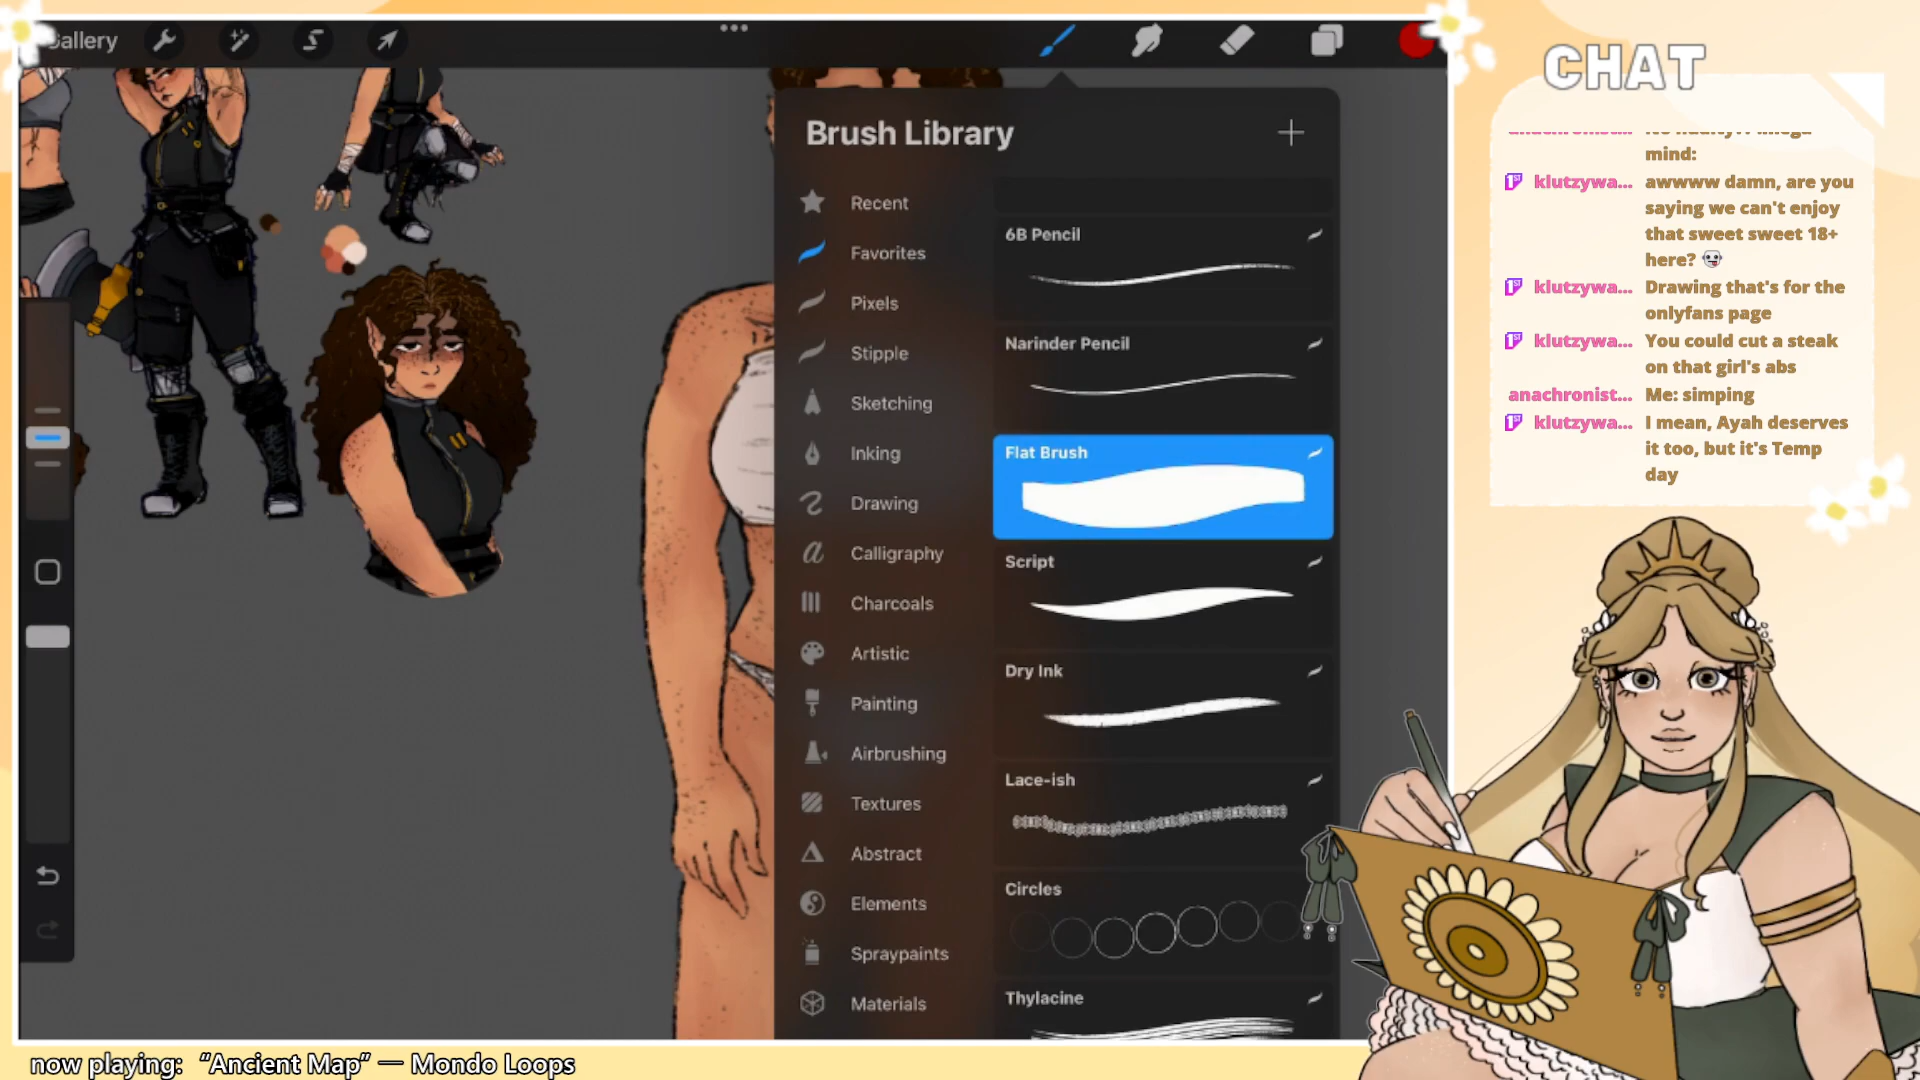 Gallery
Brush Library
Recent
Favorites
Pixels
Stipple
Sketching
Inking
Drawing
Calligraphy
Charcoals
Artistic
Painting
Airbrushing
Textures
Abstract
Elements
Spraypaints
Materials
6B Pencil
Narinder Pencil
Flat Brush
Script
Dry Ink
Lace-ish
Circles
Thylacine
CHAT
mind:
klutzywa... awwww damn, are you
saying we can't enjoy
that sweet sweet 18+
here? 👻
klutzywa... Drawing that's for the
onlyfans page
klutzywa... You could cut a steak
on that girl's abs
anachronist... Me: simping
klutzywa... I mean, Ayah deserves
it too, but it's Temp
day
now playing: "Ancient Map" — Mondo Loops